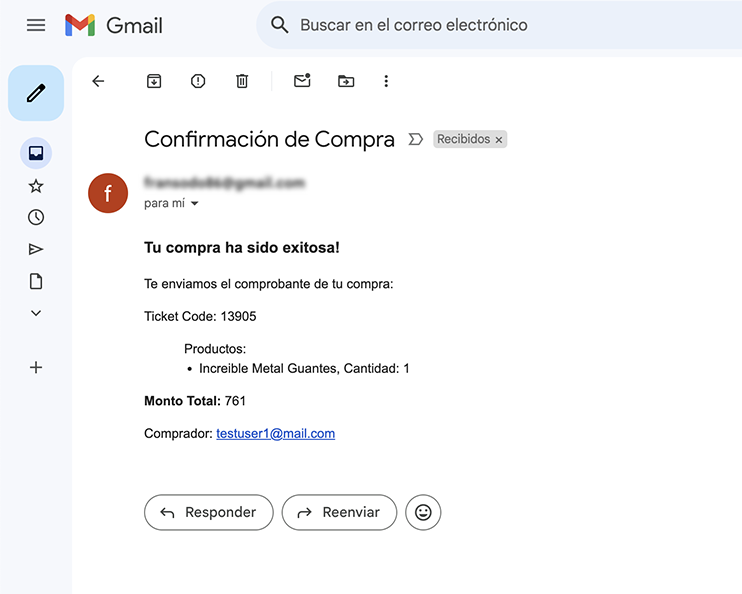 Gmail
Buscar en el correo electrónico
Confirmación de Compra
Recibidos ×
f
para mí
Tu compra ha sido exitosa!
Te enviamos el comprobante de tu compra:
Ticket Code: 13905
Productos:
• Increible Metal Guantes, Cantidad: 1
Monto Total: 761
Comprador: testuser1@mail.com
Responder
Reenviar